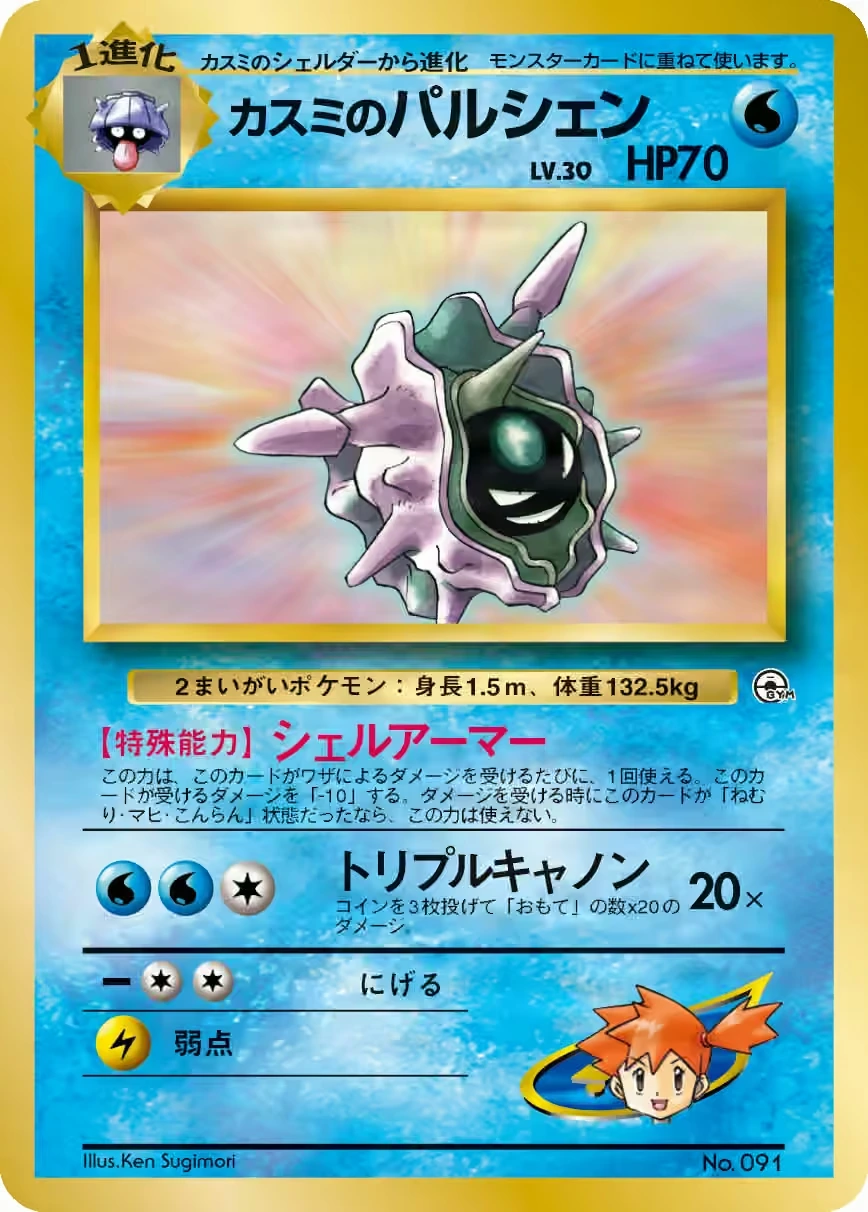 1進化
カスミのシェルダーから進化 モンスターカードに重ねて使います。
カスミのパルシェン
LV.30 HP70
2まいがいポケモン：身長1.5m、体重132.5kg
GYM
【特殊能力】シェルアーマー
この力は、このカードがワザによるダメージを受けるたびに、1回使える。このカ
ードが受けるダメージを「-10」する。ダメージを受ける時にこのカードが「ねむ
り・マヒ・こんらん」状態だったなら、この力は使えない。
トリプルキャノン
20×
コインを3枚投げて「おもて」の数x20の
ダメージ。
にげる
弱点
Illus.Ken Sugimori
No. 091